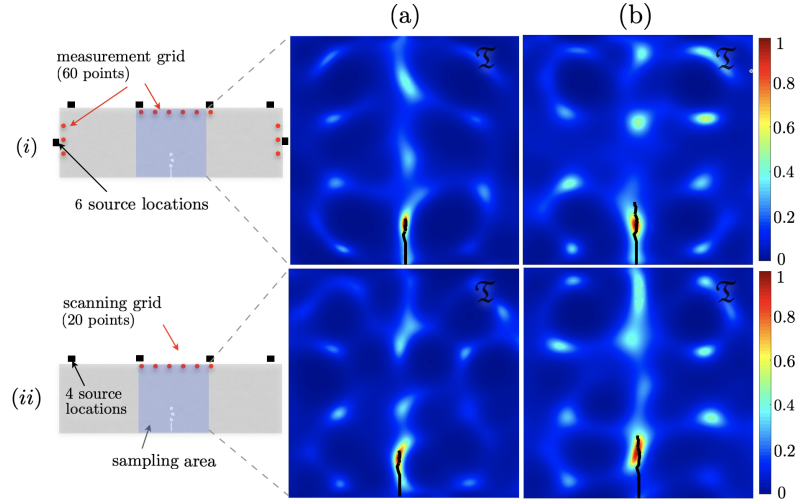 (a)
(b)
measurement grid
(60 points)
(i)
6 source locations
𝔗
𝔗
1
0.8
0.6
0.4
0.2
0
scanning grid
(20 points)
(ii)
4 source
locations
sampling area
𝔗
𝔗
1
0.8
0.6
0.4
0.2
0